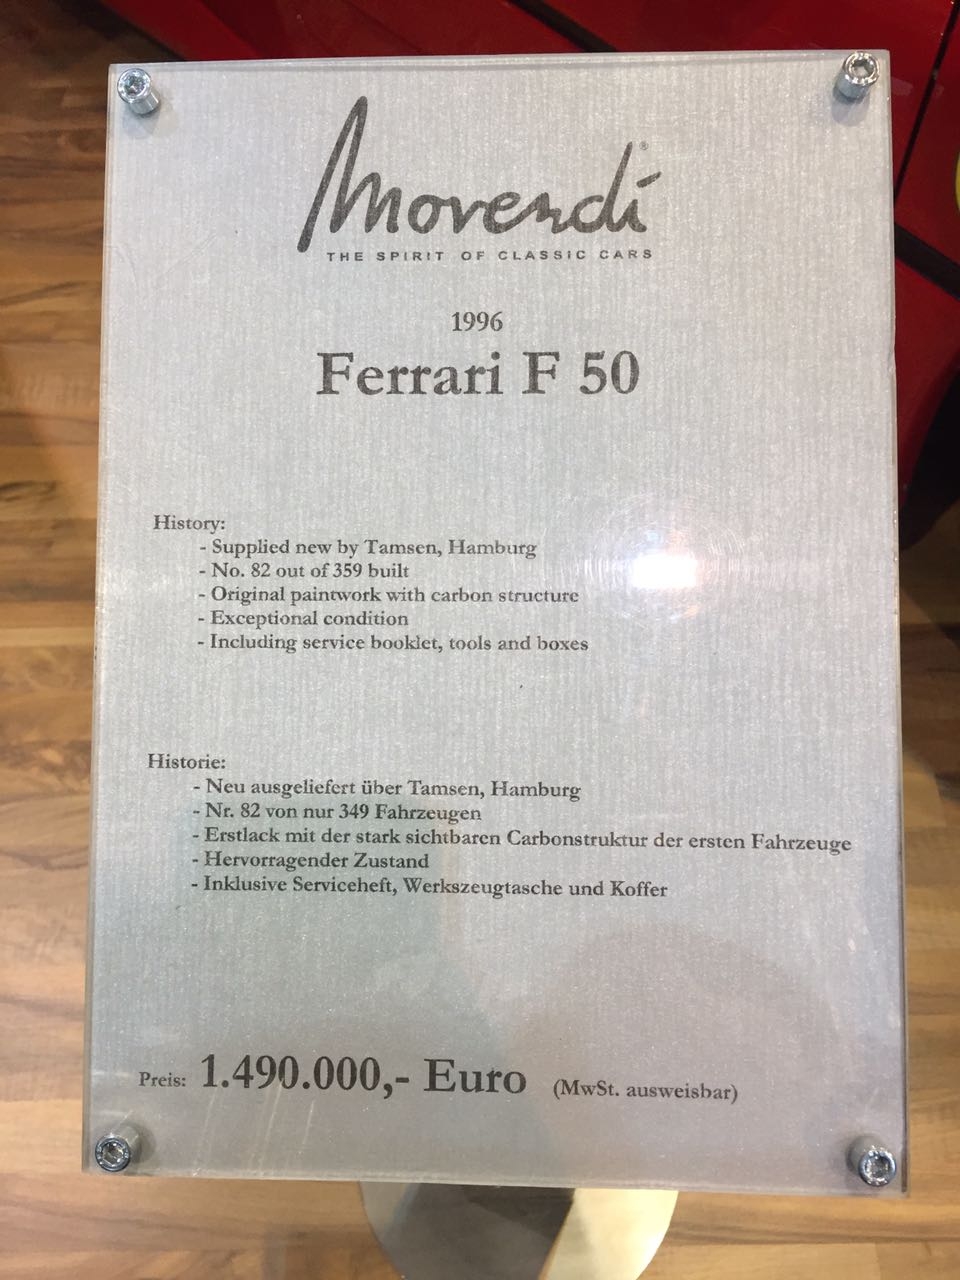 Movendi®
THE SPIRIT OF CLASSIC CARS
1996
Ferrari F 50
History:
- Supplied new by Tamsen, Hamburg
- No. 82 out of 359 built
- Original paintwork with carbon structure
- Exceptional condition
- Including service booklet, tools and boxes
Historie:
- Neu ausgeliefert über Tamsen, Hamburg
- Nr. 82 von nur 349 Fahrzeugen
- Erstlack mit der stark sichtbaren Carbonstruktur der ersten Fahrzeuge
- Hervorragender Zustand
- Inklusive Serviceheft, Werkszeugtasche und Koffer
Preis: 1.490.000,- Euro (MwSt. ausweisbar)